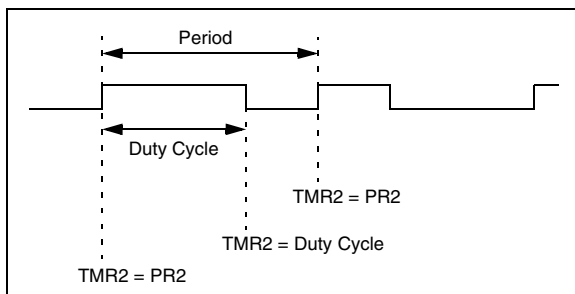 Period
Duty Cycle
TMR2 = PR2
TMR2 = Duty Cycle
TMR2 = PR2